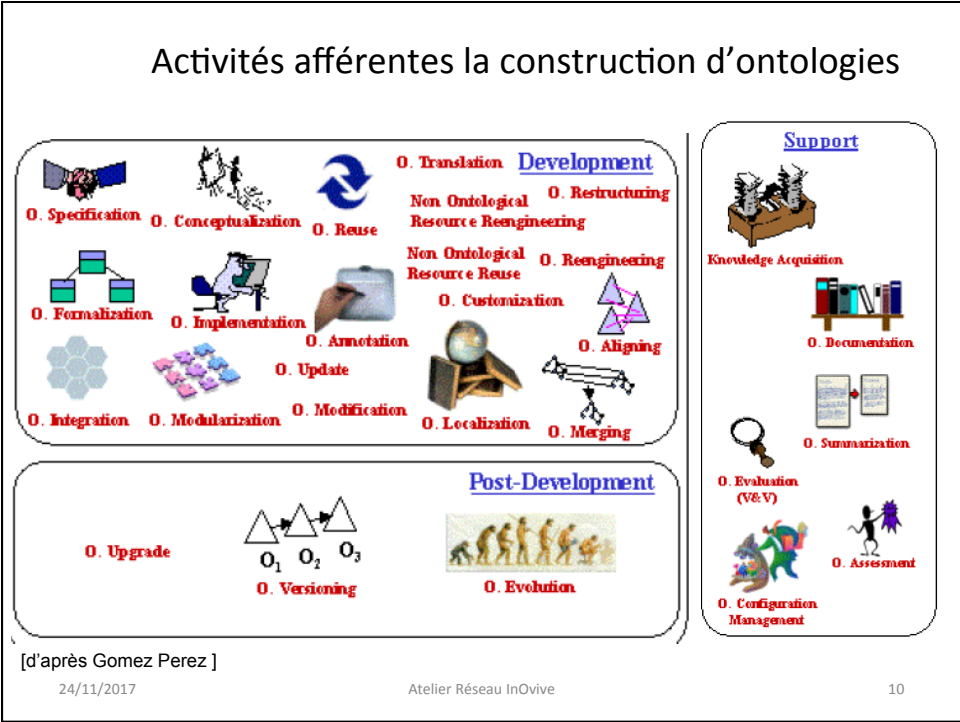 Activités afférentes la construction d'ontologies
Development
O. Specification
O. Conceptualization
O. Reuse
O. Translation
Non Ontological
Resource Reengineering
O. Restructuring
O. Formalization
O. Implementation
O. Annotation
Non Ontological
Resource Reuse
O. Reengineering
O. Customization
O. Aligning
O. Update
O. Integration
O. Modularization
O. Modification
O. Localization
O. Merging
Post-Development
O. Upgrade
O1 O2 O3
O. Versioning
O. Evolution
Support
Knowledge Acquisition
O. Documentation
O. Summarization
O. Evaluation
(V&V)
O. Assessment
O. Configuration
Management
[d'après Gomez Perez ]
24/11/2017
Atelier Réseau InOvive
10